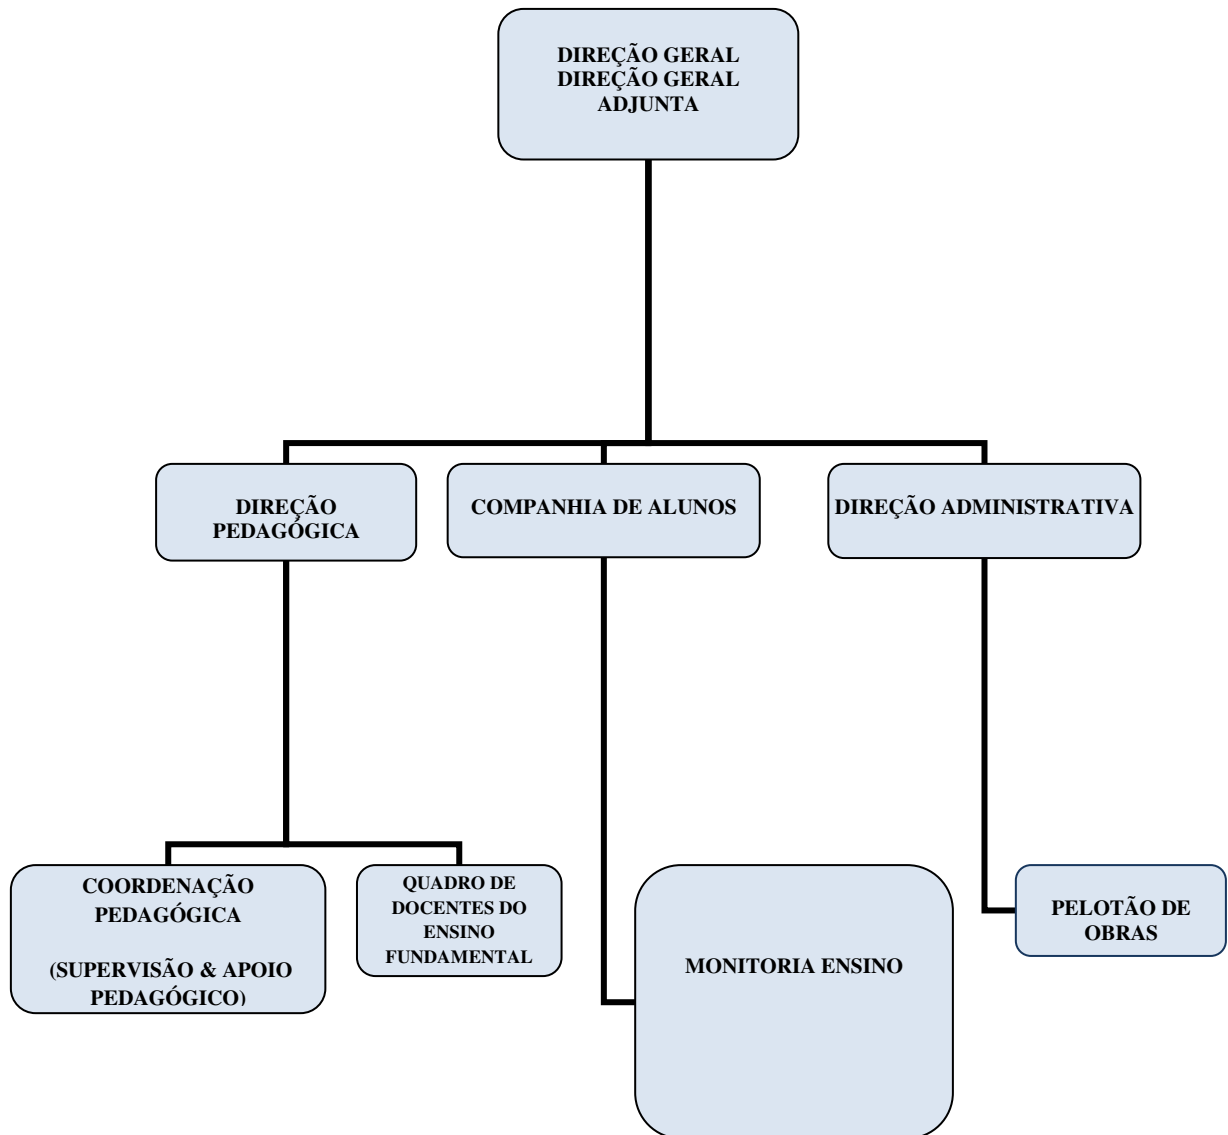 DIREÇÃO GERAL
DIREÇÃO GERAL
ADJUNTA
DIREÇÃO
PEDAGÓGICA
COMPANHIA DE ALUNOS
DIREÇÃO ADMINISTRATIVA
COORDENAÇÃO
PEDAGÓGICA
(SUPERVISÃO & APOIO
PEDAGÓGICO)
QUADRO DE
DOCENTES DO
ENSINO
FUNDAMENTAL
MONITORIA ENSINO
PELOTÃO DE
OBRAS